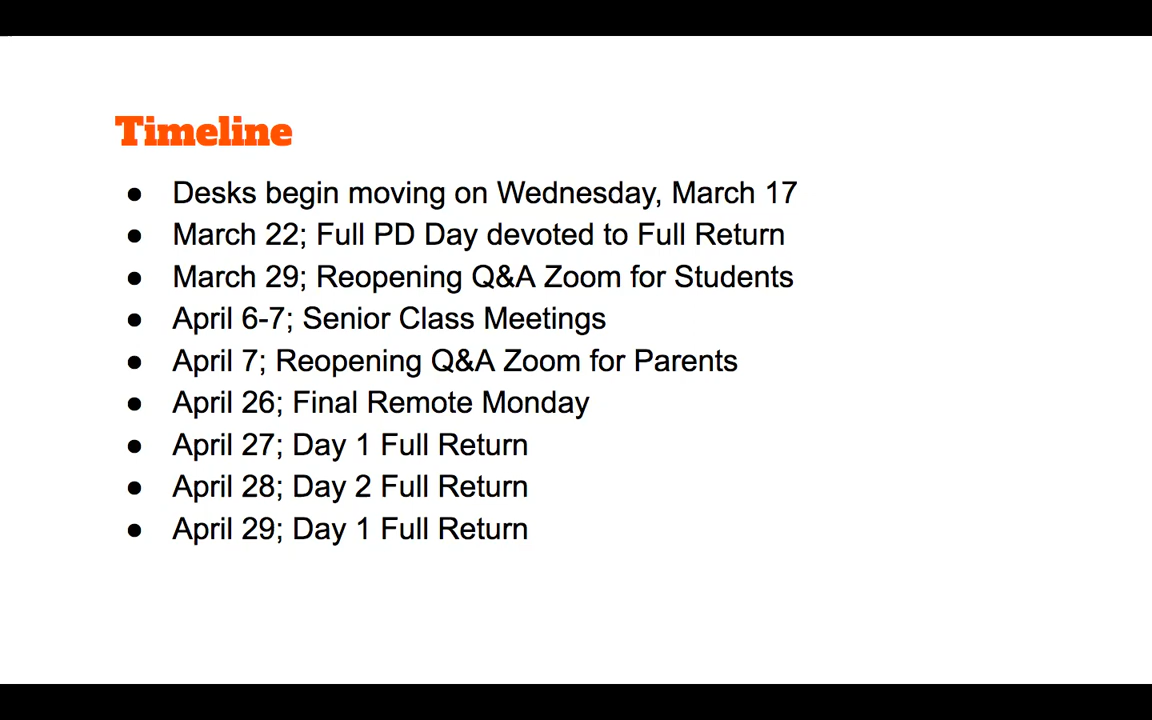 Timeline
● Desks begin moving on Wednesday, March 17
● March 22; Full PD Day devoted to Full Return
● March 29; Reopening Q&A Zoom for Students
● April 6-7; Senior Class Meetings
● April 7; Reopening Q&A Zoom for Parents
● April 26; Final Remote Monday
● April 27; Day 1 Full Return
● April 28; Day 2 Full Return
● April 29; Day 1 Full Return